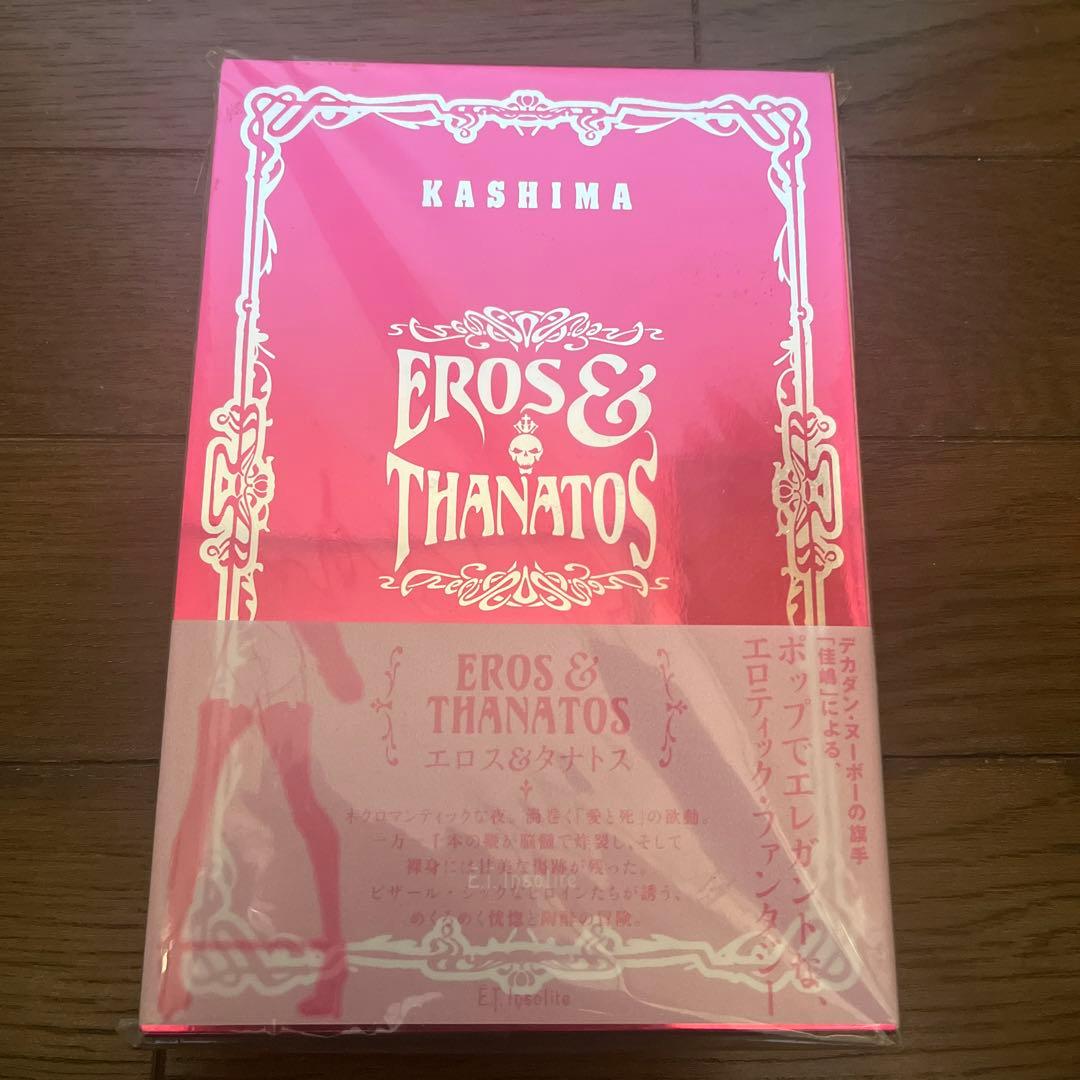 KASHIMA
EROS &
THANATOS
デカダン・ヌーボーの旗手
「佳嶋」による、
ポップでエレガントな、
エロティック・ファンタジー
EROS &
THANATOS
エロス&タナトス
ネクロマンティックな夜。渦巻く「愛と死」の欲動。
一万一千本の鞭が脳髄で炸裂し、そして
裸身には佳美な傷跡が残った。
ビザール・シックなヒロインたちが誘う、
めくるめく恍惚と陶酔の冒険。
E.I. Insolite
E.I. Insolite